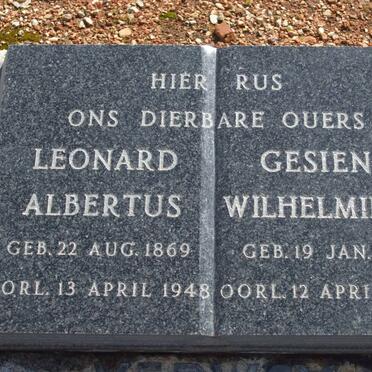 HIER RUS
ONS DIERBARE OUERS
LEONARD GESIEN
ALBERTUS WILHELMI
GEB. 22 AUG. 1869 GEB. 19 JAN.
OORL. 13 APRIL 1948 OORL. 12 APRI